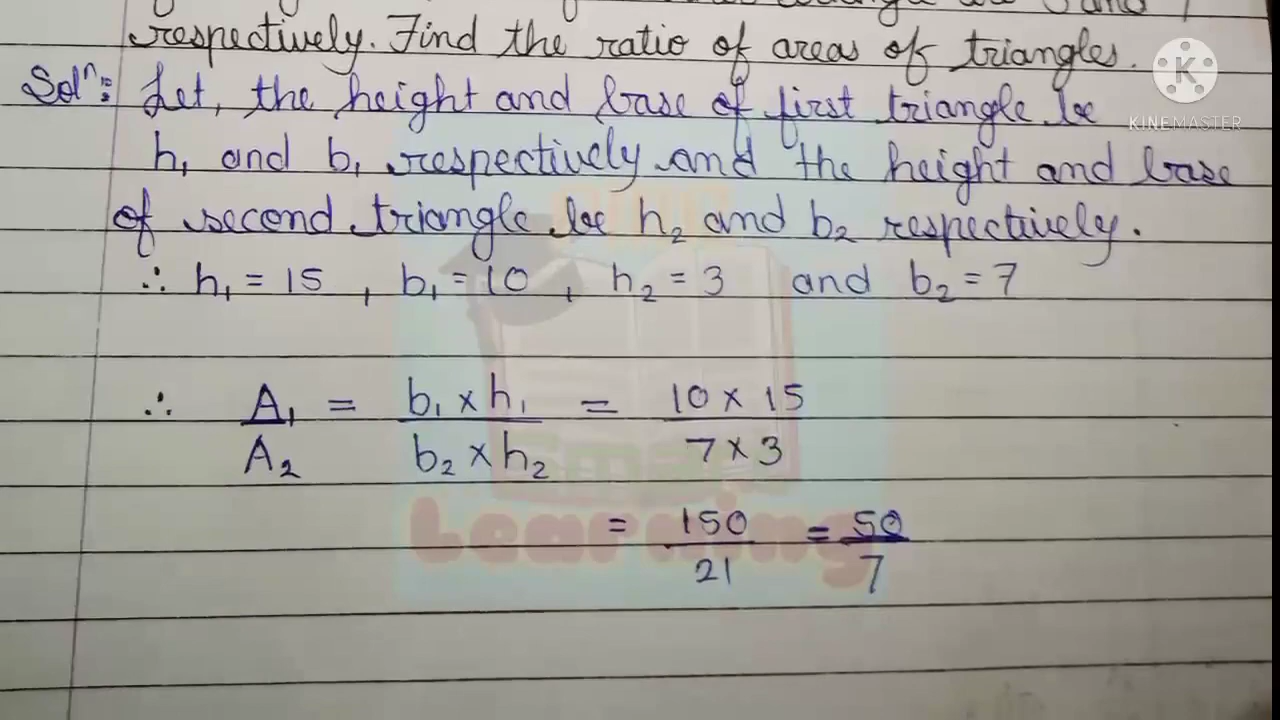 respectively. Find the ratio of areas of triangles.
Solⁿ: Let, the height and base of first triangle be
h₁ and b₁ respectively and the height and base
of second triangle be h₂ and b₂ respectively.
∴ h₁ = 15 , b₁ = 10 , h₂ = 3 and b₂ = 7
∴ A₁/A₂ = b₁ × h₁ / b₂ × h₂ = 10 × 15 / 7 × 3
= 150/21 = 50/7
K
KINEMASTER
Smart
Learning